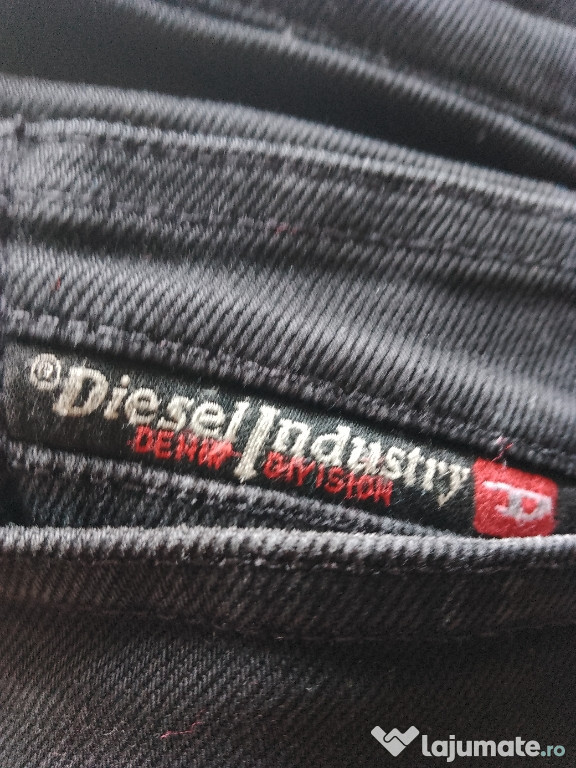 ® Diesel Industry
DENIM DIVISION
D
lajumate.ro